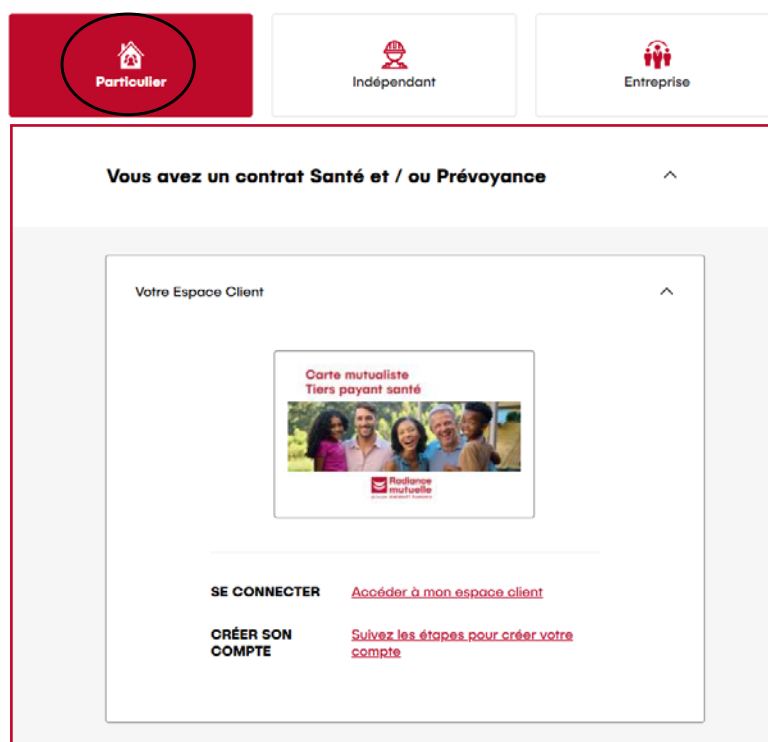 Particulier
Indépendant
Entreprise
Vous avez un contrat Santé et / ou Prévoyance
Votre Espace Client
Carte mutualiste
Tiers payant santé
Radiance
mutuelle
SE CONNECTER Accéder à mon espace client
CRÉER SON Suivez les étapes pour créer votre
COMPTE compte